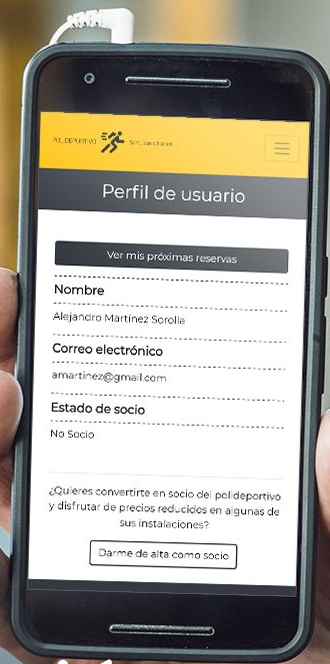 POLIDEPORTIVO
Perfil de usuario
Ver mis próximas reservas
Nombre
Alejandro Martínez Sorolla
Correo electrónico
amartinez@gmail.com
Estado de socio
No Socio
¿Quieres convertirte en socio del polideportivo
y disfrutar de precios reducidos en algunas de
sus instalaciones?
Darme de alta como socio